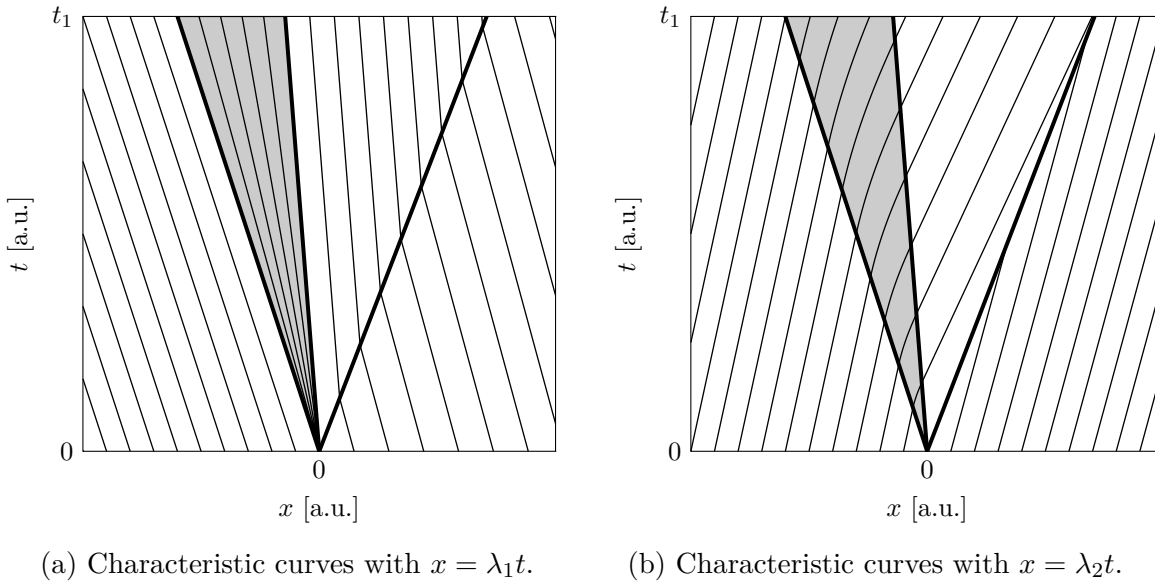 t₁
t [a.u.]
0
0
x [a.u.]
(a) Characteristic curves with x = λ₁t.
t₁
t [a.u.]
0
0
x [a.u.]
(b) Characteristic curves with x = λ₂t.